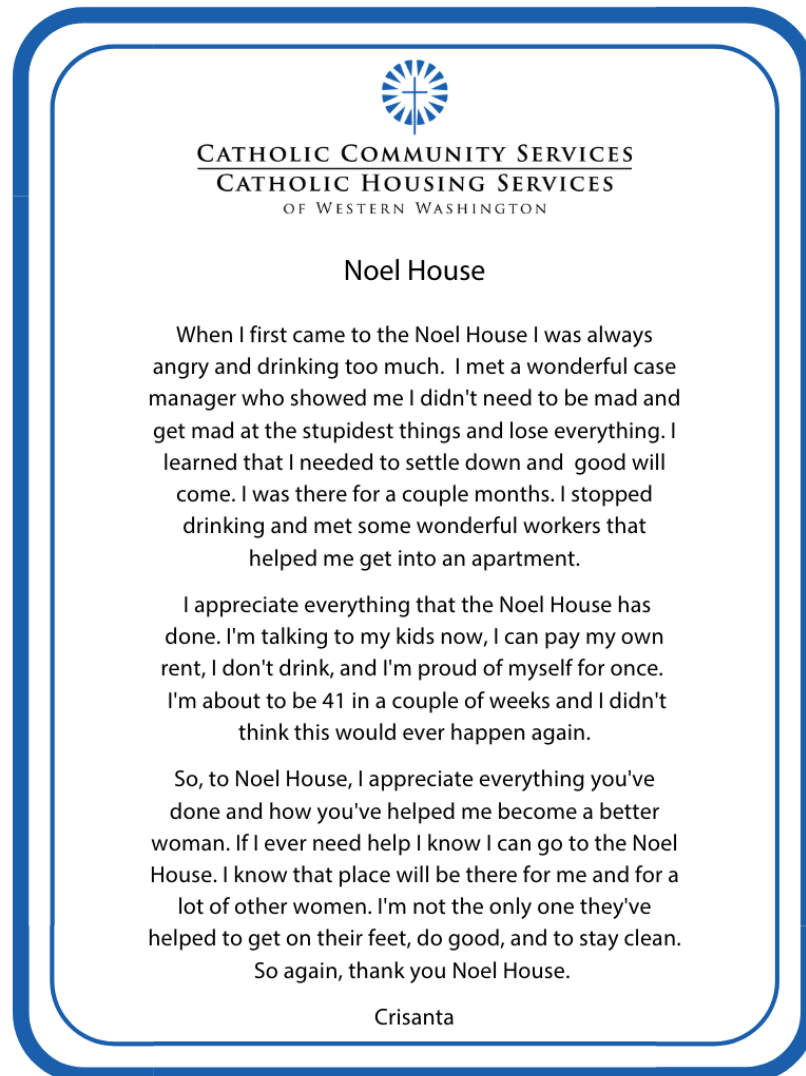 CATHOLIC COMMUNITY SERVICES
CATHOLIC HOUSING SERVICES
OF WESTERN WASHINGTON
Noel House
When I first came to the Noel House I was always
angry and drinking too much.  I met a wonderful case
manager who showed me I didn't need to be mad and
get mad at the stupidest things and lose everything. I
learned that I needed to settle down and  good will
come. I was there for a couple months. I stopped
drinking and met some wonderful workers that
helped me get into an apartment.
I appreciate everything that the Noel House has
done. I'm talking to my kids now, I can pay my own
rent, I don't drink, and I'm proud of myself for once.
I'm about to be 41 in a couple of weeks and I didn't
think this would ever happen again.
So, to Noel House, I appreciate everything you've
done and how you've helped me become a better
woman. If I ever need help I know I can go to the Noel
House. I know that place will be there for me and for a
lot of other women. I'm not the only one they've
helped to get on their feet, do good, and to stay clean.
So again, thank you Noel House.
Crisanta